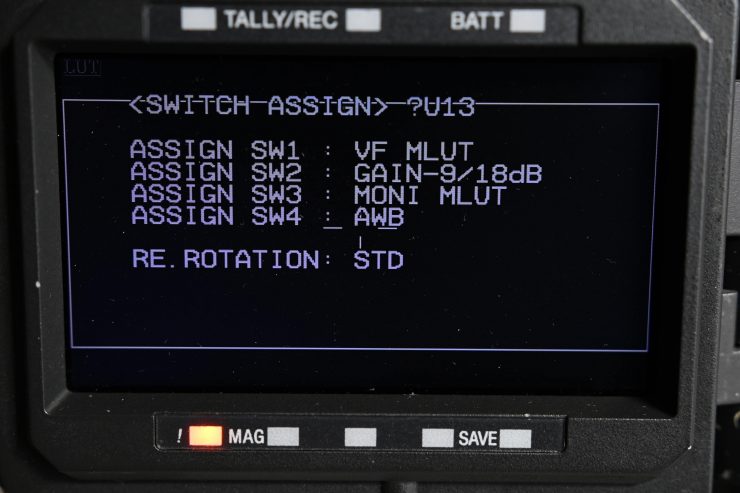 TALLY/REC BATT
LUT
<SWITCH ASSIGN> ?U13
ASSIGN SW1 : VF MLUT
ASSIGN SW2 : GAIN-9/18dB
ASSIGN SW3 : MONI MLUT
ASSIGN SW4 : AWB
RE.ROTATION: STD
! MAG SAVE